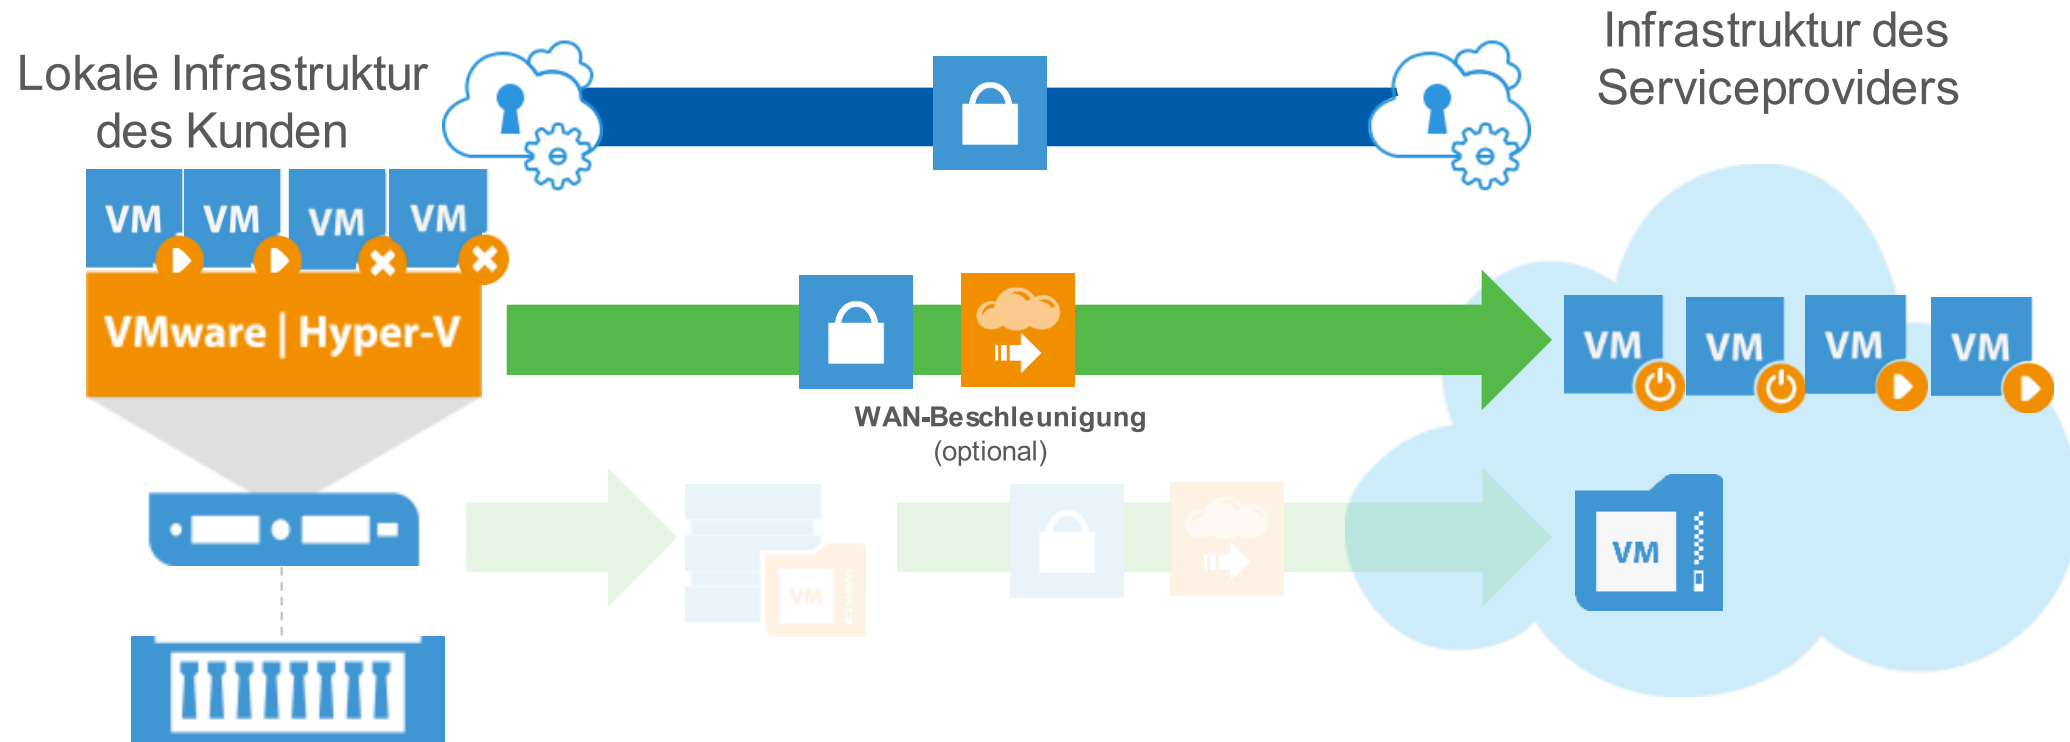 Lokale Infrastruktur
des Kunden
Infrastruktur des
Serviceproviders
VM
VM
VM
VM
VMware | Hyper-V
WAN-Beschleunigung
(optional)
VM
VM
VM
VM
VM
VM